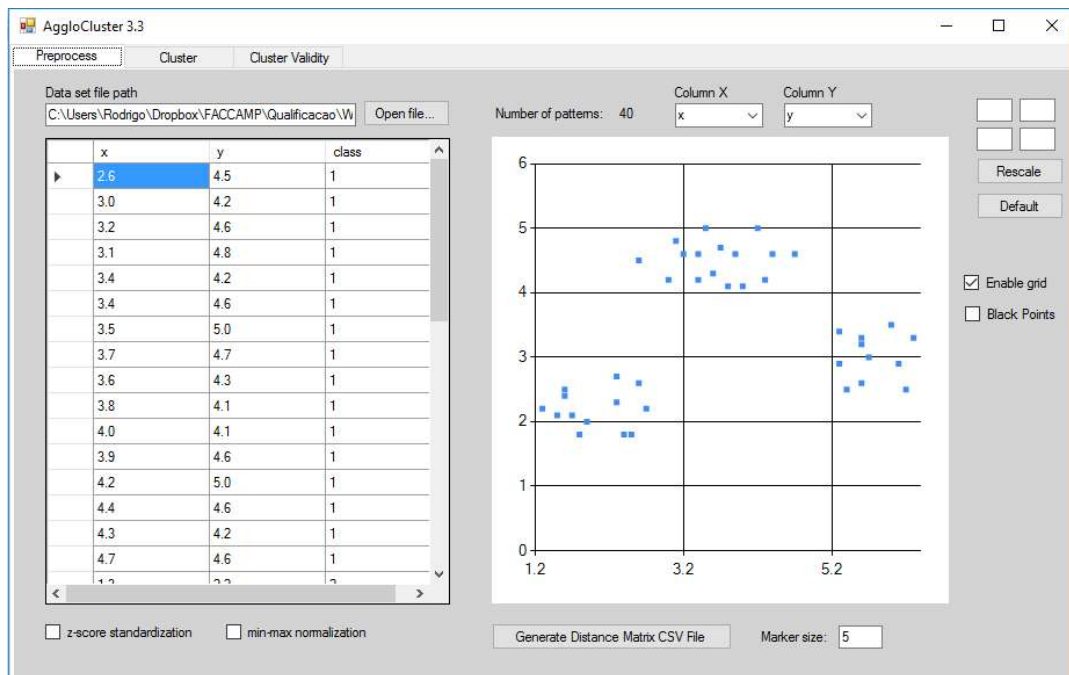 AggloCluster 3.3
Preprocess Cluster Cluster Validity
Data set file path
C:\Users\Rodrigo\Dropbox\FACCAMP\Qualificacao\W Open file...
Number of patterns: 40
Column X Column Y
x y
x y class
2.6 4.5 1
3.0 4.2 1
3.2 4.6 1
3.1 4.8 1
3.4 4.2 1
3.4 4.6 1
3.5 5.0 1
3.7 4.7 1
3.6 4.3 1
3.8 4.1 1
4.0 4.1 1
3.9 4.6 1
4.2 5.0 1
4.4 4.6 1
4.3 4.2 1
4.7 4.6 1
6
5
4
3
2
1
0
1.2 3.2 5.2
Rescale
Default
Enable grid
Black Points
z-score standardization min-max normalization
Generate Distance Matrix CSV File Marker size: 5